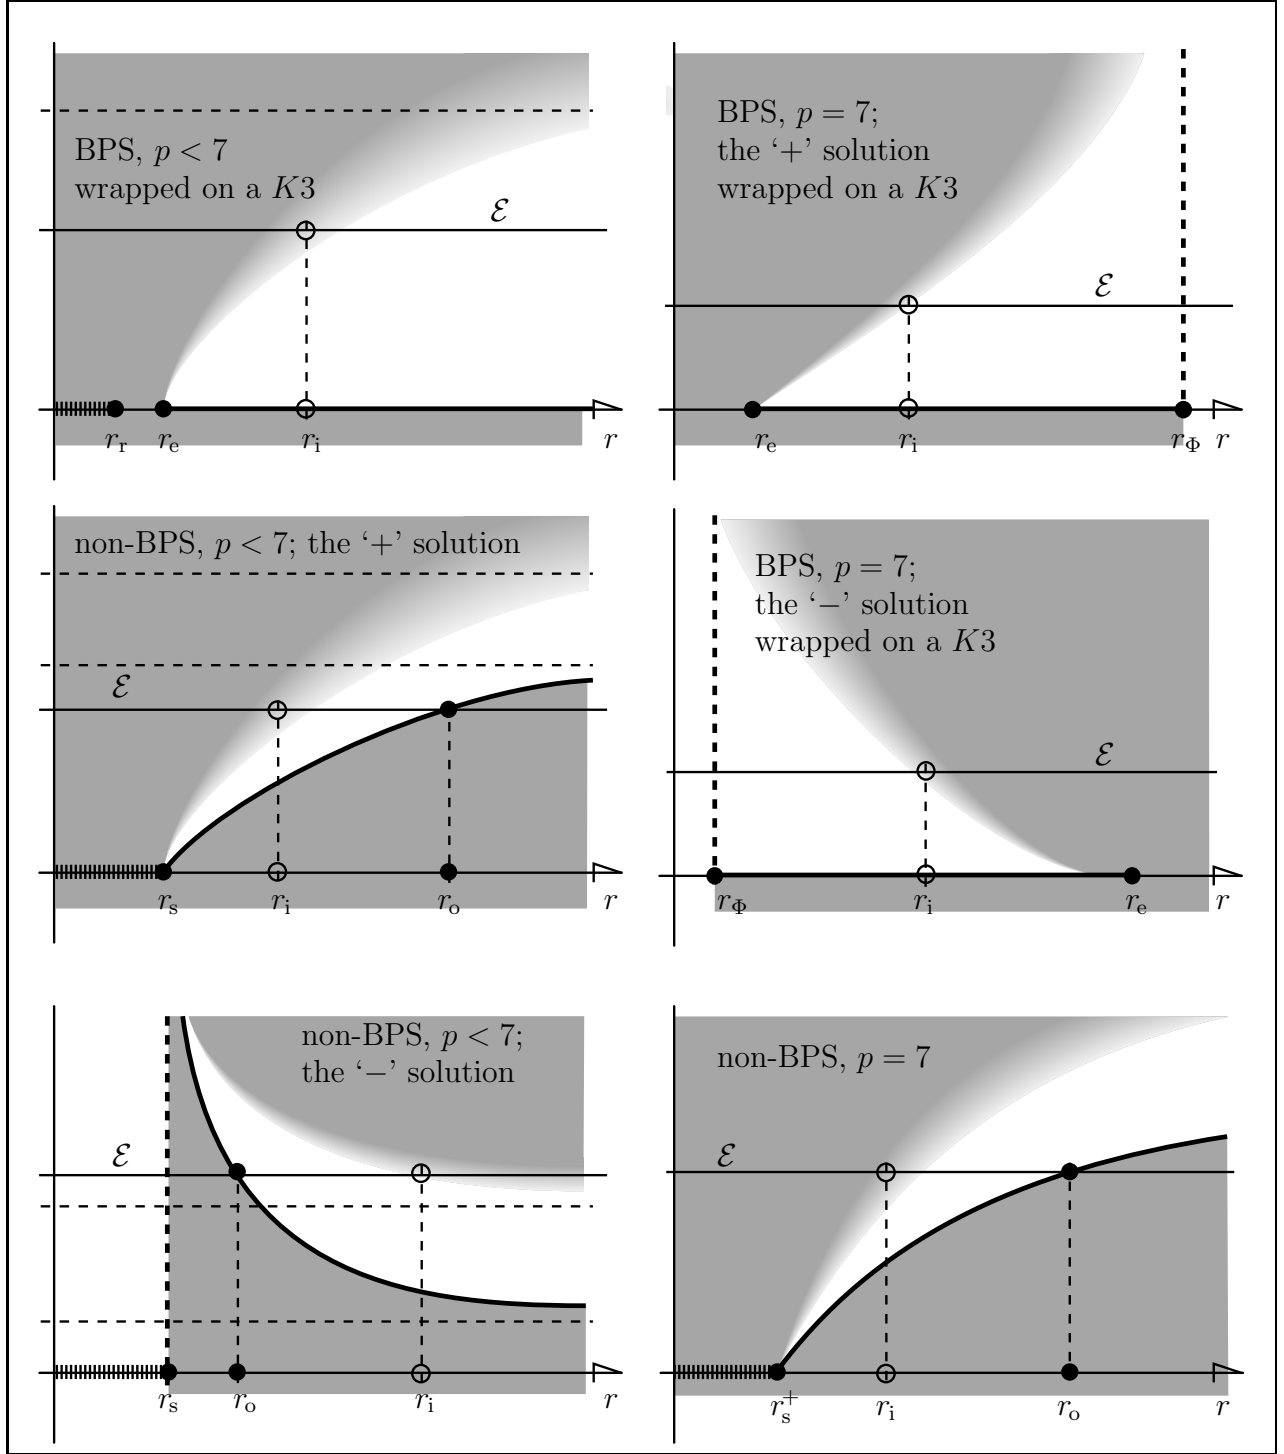 BPS, p < 7
wrapped on a K3
ℰ
r_r r_e r_i r
BPS, p = 7;
the ‘+’ solution
wrapped on a K3
ℰ
r_e r_i r_Φ r
non-BPS, p < 7; the ‘+’ solution
ℰ
r_s r_i r_o r
BPS, p = 7;
the ‘−’ solution
wrapped on a K3
ℰ
r_Φ r_i r_e r
non-BPS, p < 7;
the ‘−’ solution
ℰ
r_s r_o r_i r
non-BPS, p = 7
ℰ
r_s^+ r_i r_o r